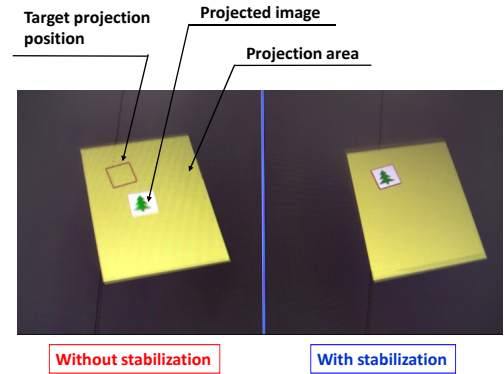 Target projection
position
Projected image
Projection area
Without stabilization
With stabilization